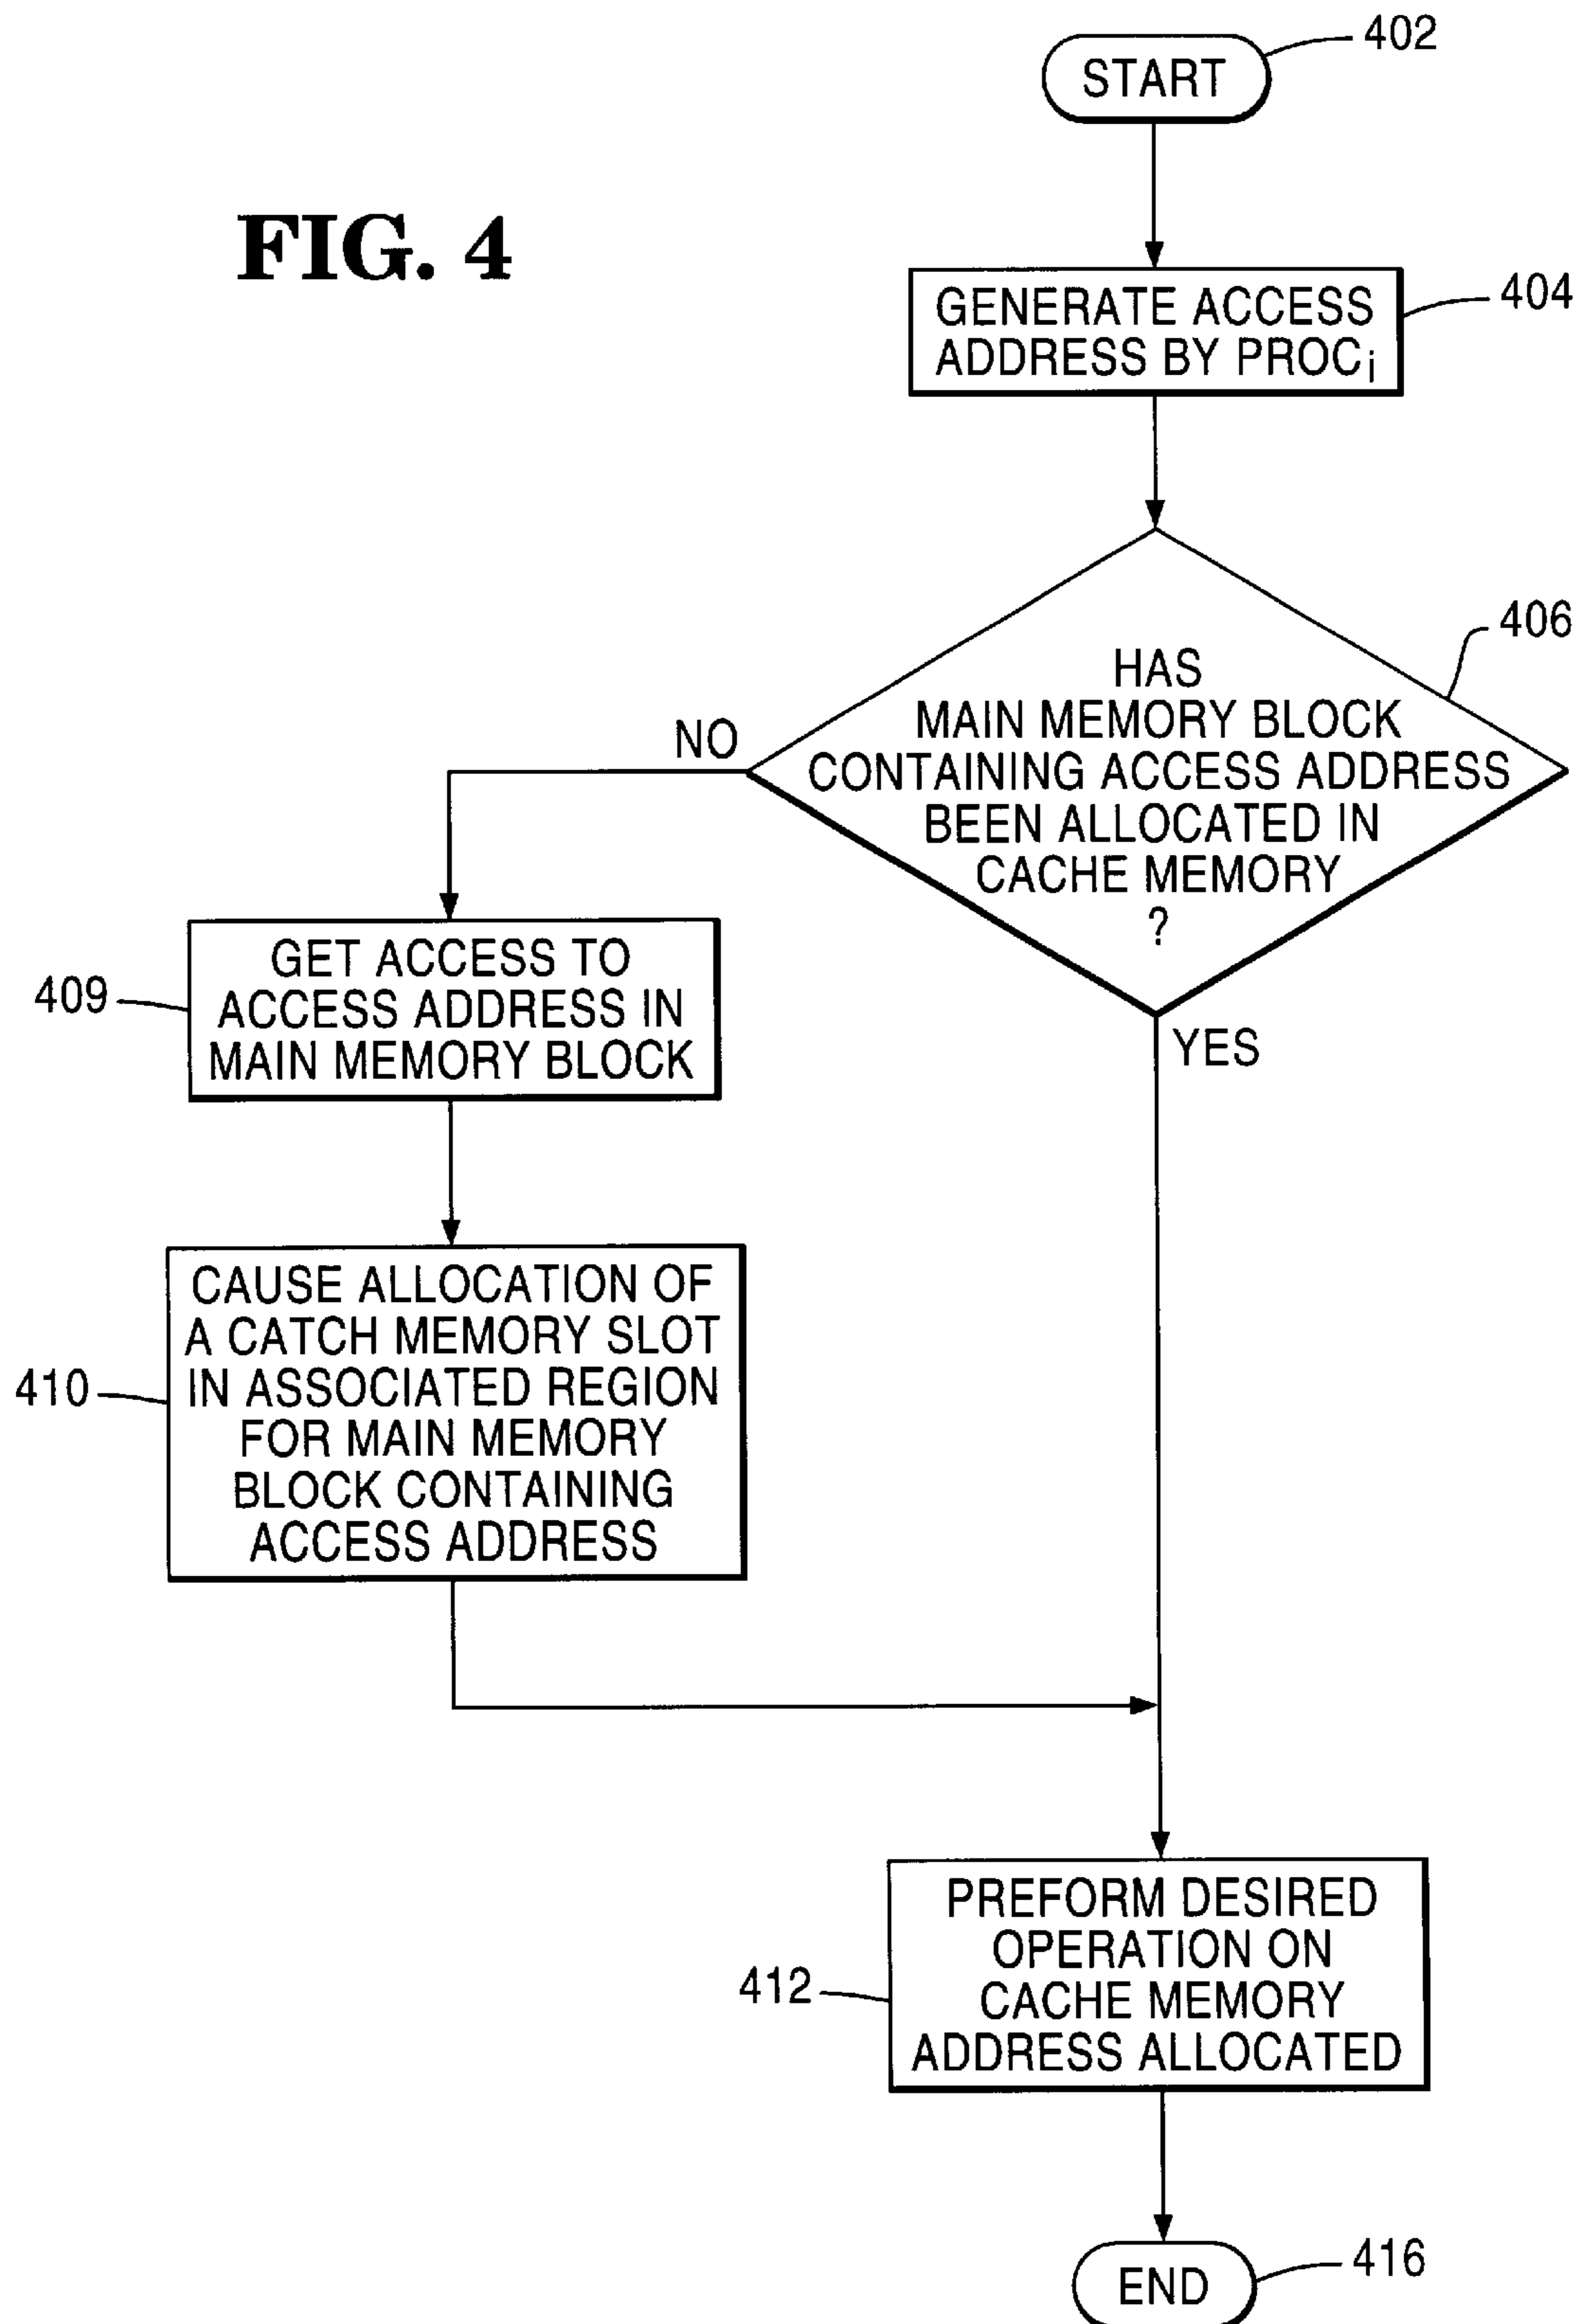 402
START
FIG. 4
404
GENERATE ACCESS
ADDRESS BY PROCj
406
HAS
MAIN MEMORY BLOCK
CONTAINING ACCESS ADDRESS
BEEN ALLOCATED IN
CACHE MEMORY
?
NO
YES
409
GET ACCESS TO
ACCESS ADDRESS IN
MAIN MEMORY BLOCK
410
CAUSE ALLOCATION OF
A CATCH MEMORY SLOT
IN ASSOCIATED REGION
FOR MAIN MEMORY
BLOCK CONTAINING
ACCESS ADDRESS
412
PREFORM DESIRED
OPERATION ON
CACHE MEMORY
ADDRESS ALLOCATED
END
416